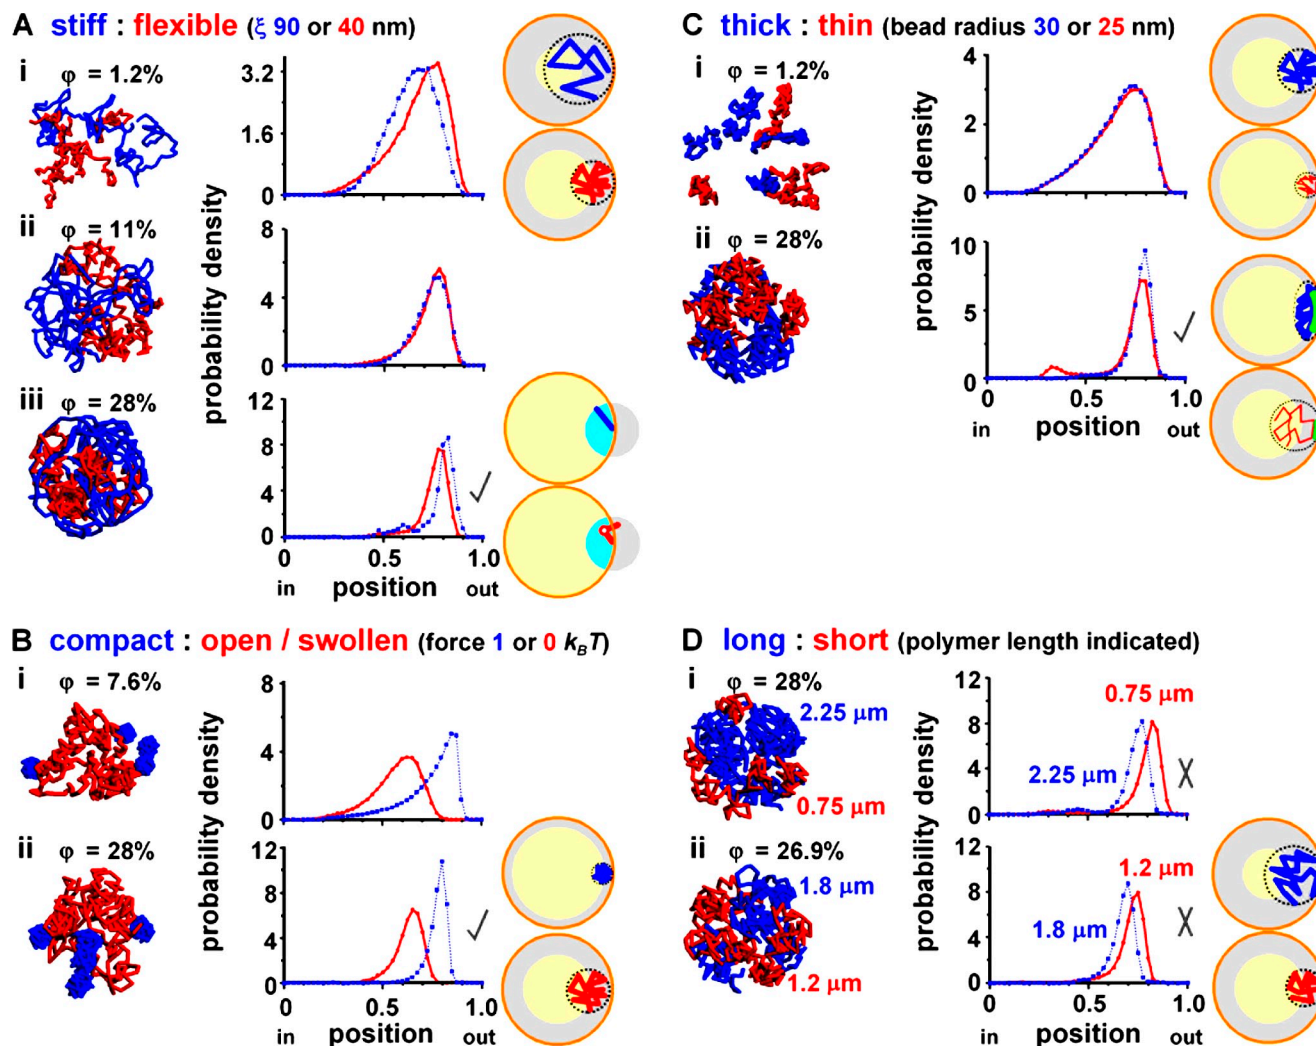 A stiff : flexible (ξ 90 or 40 nm)
i φ = 1.2%
3.2
1.6
0
ii φ = 11%
8
4
0
iii φ = 28%
12
8
4
0
probability density
0 0.5 1.0
in position out
B compact : open / swollen (force 1 or 0 kBT)
i φ = 7.6%
8
4
0
ii φ = 28%
12
8
4
0
probability density
0 0.5 1.0
in position out
C thick : thin (bead radius 30 or 25 nm)
i φ = 1.2%
4
2
0
ii φ = 28%
10
5
0
probability density
0 0.5 1.0
in position out
D long : short (polymer length indicated)
i φ = 28%
2.25 μm
0.75 μm
12
8
4
0
0.75 μm
2.25 μm
X
ii φ = 26.9%
1.8 μm
1.2 μm
12
8
4
0
1.2 μm
1.8 μm
X
probability density
0 0.5 1.0
in position out